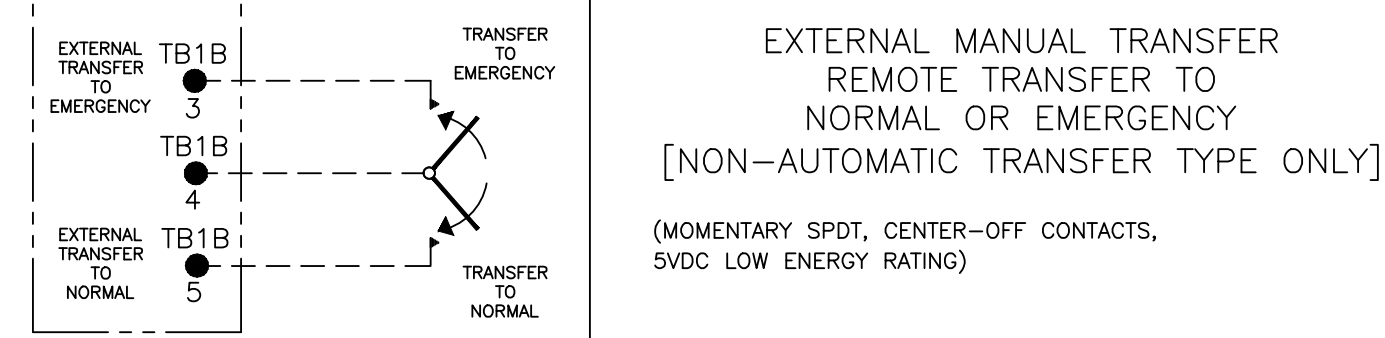 EXTERNAL
TRANSFER
TO
EMERGENCY
TB1B
3
TRANSFER
TO
EMERGENCY
TB1B
4
EXTERNAL
TRANSFER
TO
NORMAL
TB1B
5
TRANSFER
TO
NORMAL
EXTERNAL MANUAL TRANSFER
REMOTE TRANSFER TO
NORMAL OR EMERGENCY
[NON–AUTOMATIC TRANSFER TYPE ONLY]
(MOMENTARY SPDT, CENTER–OFF CONTACTS,
5VDC LOW ENERGY RATING)